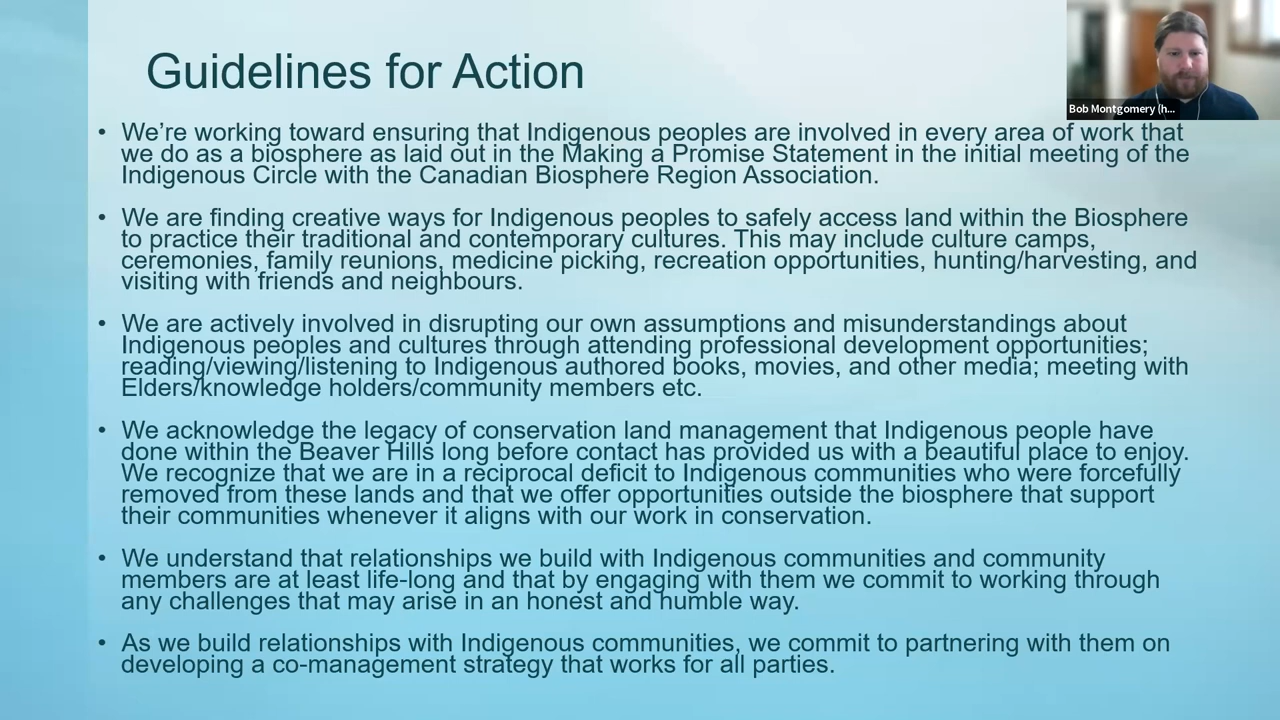 Guidelines for Action
Bob Montgomery (h...
• We’re working toward ensuring that Indigenous peoples are involved in every area of work that
we do as a biosphere as laid out in the Making a Promise Statement in the initial meeting of the
Indigenous Circle with the Canadian Biosphere Region Association.
• We are finding creative ways for Indigenous peoples to safely access land within the Biosphere
to practice their traditional and contemporary cultures. This may include culture camps,
ceremonies, family reunions, medicine picking, recreation opportunities, hunting/harvesting, and
visiting with friends and neighbours.
• We are actively involved in disrupting our own assumptions and misunderstandings about
Indigenous peoples and cultures through attending professional development opportunities;
reading/viewing/listening to Indigenous authored books, movies, and other media; meeting with
Elders/knowledge holders/community members etc.
• We acknowledge the legacy of conservation land management that Indigenous people have
done within the Beaver Hills long before contact has provided us with a beautiful place to enjoy.
We recognize that we are in a reciprocal deficit to Indigenous communities who were forcefully
removed from these lands and that we offer opportunities outside the biosphere that support
their communities whenever it aligns with our work in conservation.
• We understand that relationships we build with Indigenous communities and community
members are at least life-long and that by engaging with them we commit to working through
any challenges that may arise in an honest and humble way.
• As we build relationships with Indigenous communities, we commit to partnering with them on
developing a co-management strategy that works for all parties.